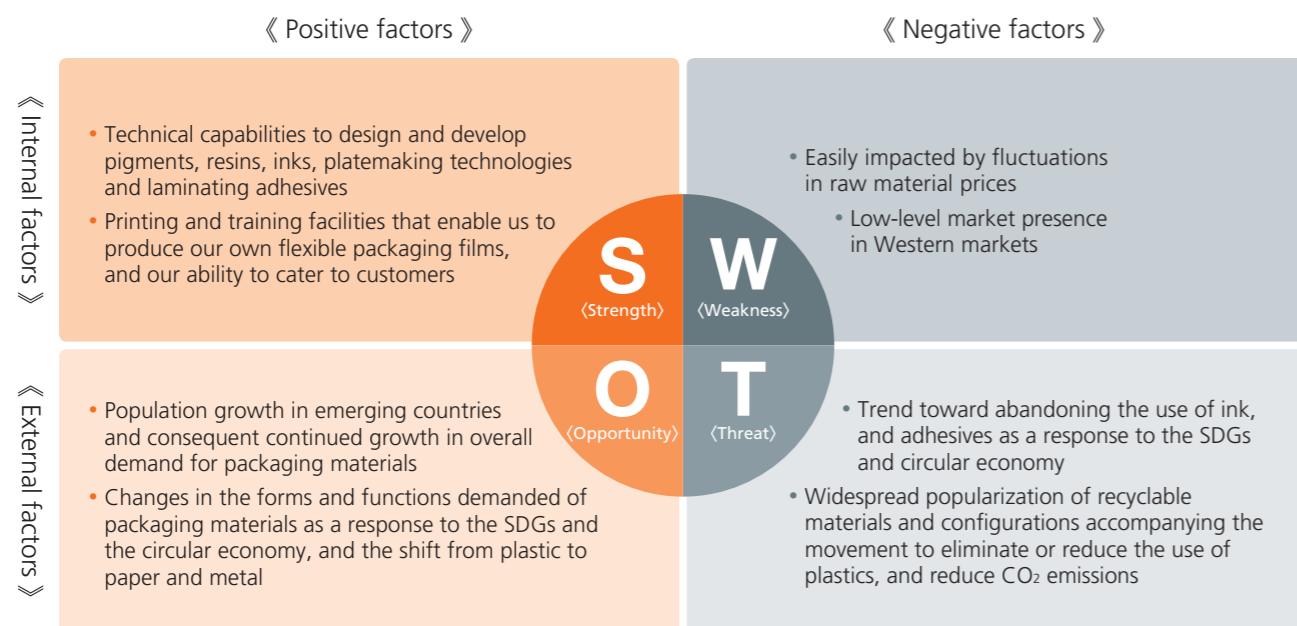 《 Positive factors 》
《 Negative factors 》
《 Internal factors 》
• Technical capabilities to design and develop
pigments, resins, inks, platemaking technologies
and laminating adhesives
• Printing and training facilities that enable us to
produce our own flexible packaging films,
and our ability to cater to customers
S
〈Strength〉
W
〈Weakness〉
• Easily impacted by fluctuations
in raw material prices
• Low-level market presence
in Western markets
《 External factors 》
• Population growth in emerging countries
and consequent continued growth in overall
demand for packaging materials
• Changes in the forms and functions demanded of
packaging materials as a response to the SDGs and
the circular economy, and the shift from plastic to
paper and metal
O
〈Opportunity〉
T
〈Threat〉
• Trend toward abandoning the use of ink,
and adhesives as a response to the SDGs
and circular economy
• Widespread popularization of recyclable
materials and configurations accompanying the
movement to eliminate or reduce the use of
plastics, and reduce CO₂ emissions